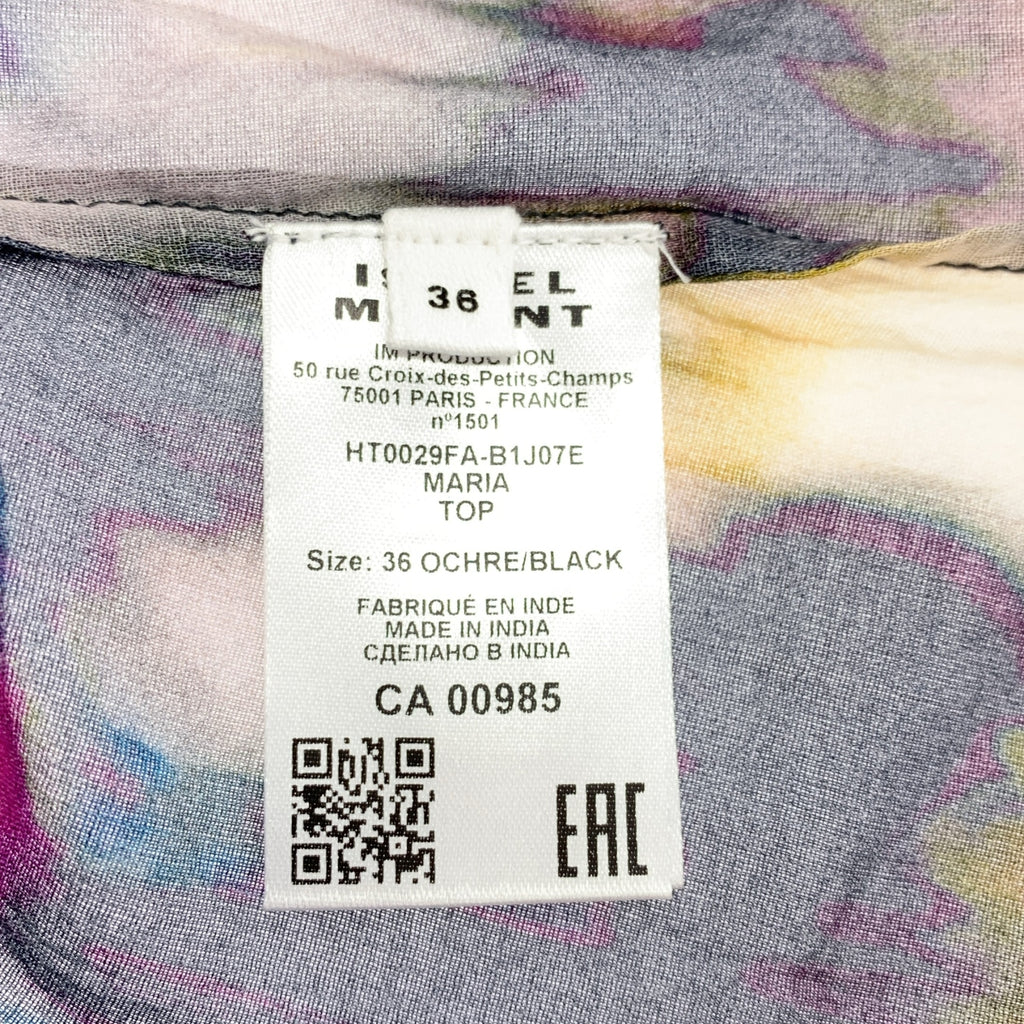 36
IM PRODUCTION
50 rue Croix-des-Petits-Champs
75001 PARIS - FRANCE
nº1501
HT0029FA-B1J07E
MARIA
TOP
Size: 36 OCHRE/BLACK
FABRIQUÉ EN INDE
MADE IN INDIA
СДЕЛАНО В INDIA
CA 00985
EAC